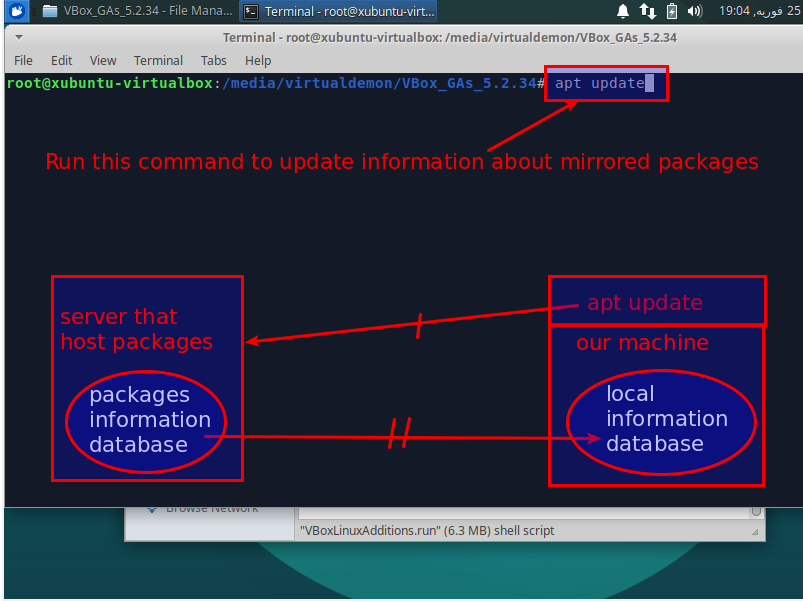 VBox_GAs_5.2.34 - File Mana...
Terminal - root@xubuntu-virt...
25 فوریه, 19:04
Terminal - root@xubuntu-virtualbox: /media/virtualdemon/VBox_GAs_5.2.34
File Edit View Terminal Tabs Help
root@xubuntu-virtualbox:/media/virtualdemon/VBox_GAs_5.2.34# apt update
Run this command to update information about mirrored packages
server that
host packages
packages
information
database
apt update
our machine
local
information
database
Browse Network
"VBoxLinuxAdditions.run" (6.3 MB) shell script